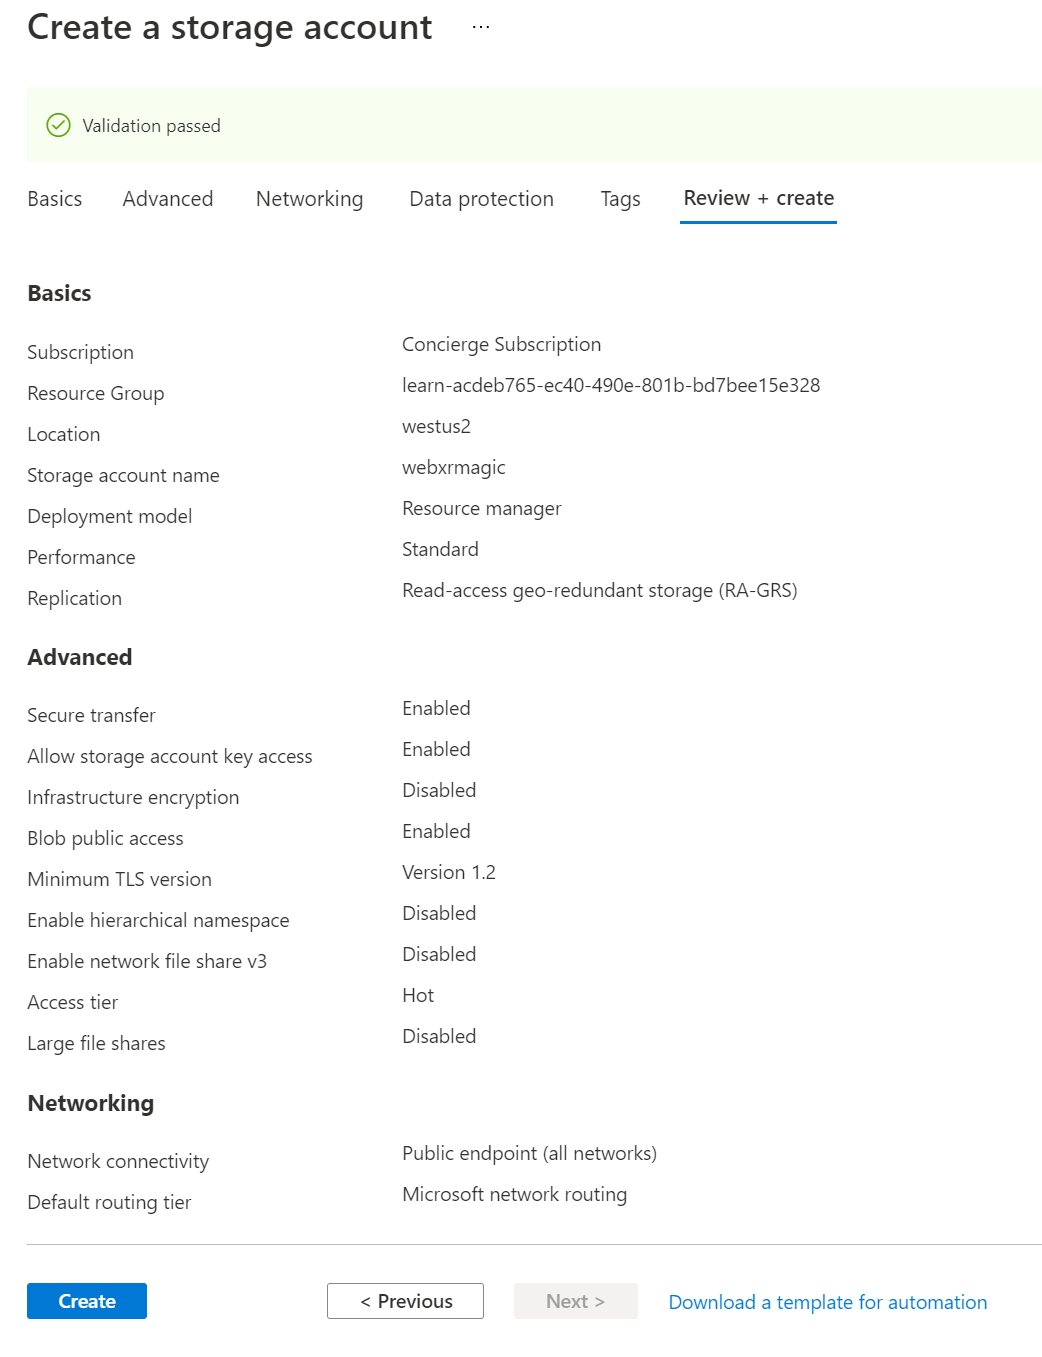 Create a storage account ...
Validation passed
Basics Advanced Networking Data protection Tags Review + create
Basics
Subscription Concierge Subscription
Resource Group learn-acdeb765-ec40-490e-801b-bd7bee15e328
Location westus2
Storage account name webxrmagic
Deployment model Resource manager
Performance Standard
Replication Read-access geo-redundant storage (RA-GRS)
Advanced
Secure transfer Enabled
Allow storage account key access Enabled
Infrastructure encryption Disabled
Blob public access Enabled
Minimum TLS version Version 1.2
Enable hierarchical namespace Disabled
Enable network file share v3 Disabled
Access tier Hot
Large file shares Disabled
Networking
Network connectivity Public endpoint (all networks)
Default routing tier Microsoft network routing
Create < Previous Next > Download a template for automation